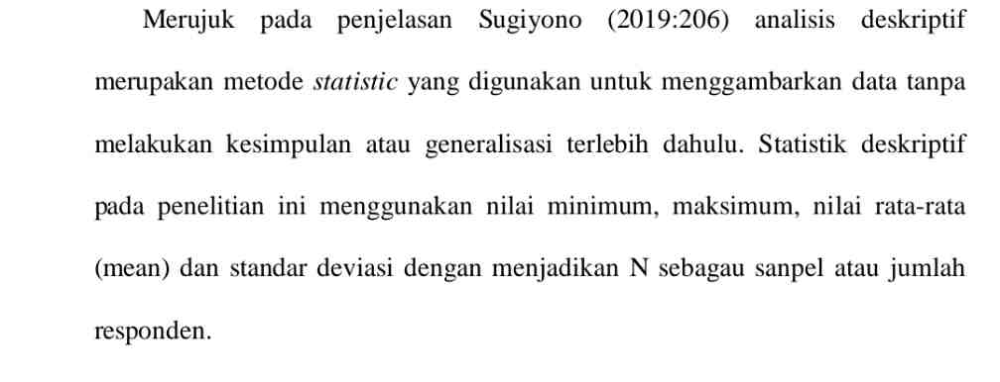 Merujuk pada penjelasan Sugiyono (2019:206) analisis deskriptif
merupakan metode statistic yang digunakan untuk menggambarkan data tanpa
melakukan kesimpulan atau generalisasi terlebih dahulu. Statistik deskriptif
pada penelitian ini menggunakan nilai minimum, maksimum, nilai rata-rata
(mean) dan standar deviasi dengan menjadikan N sebagau sanpel atau jumlah
responden.